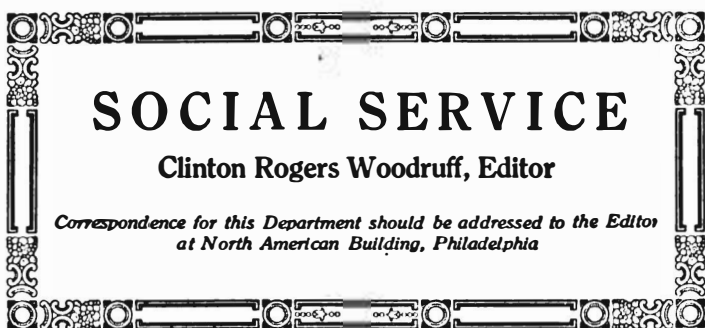 SOCIAL SERVICE
Clinton Rogers Woodruff, Editor
Correspondence for this Department should be addressed to the Editor
at North American Building, Philadelphia